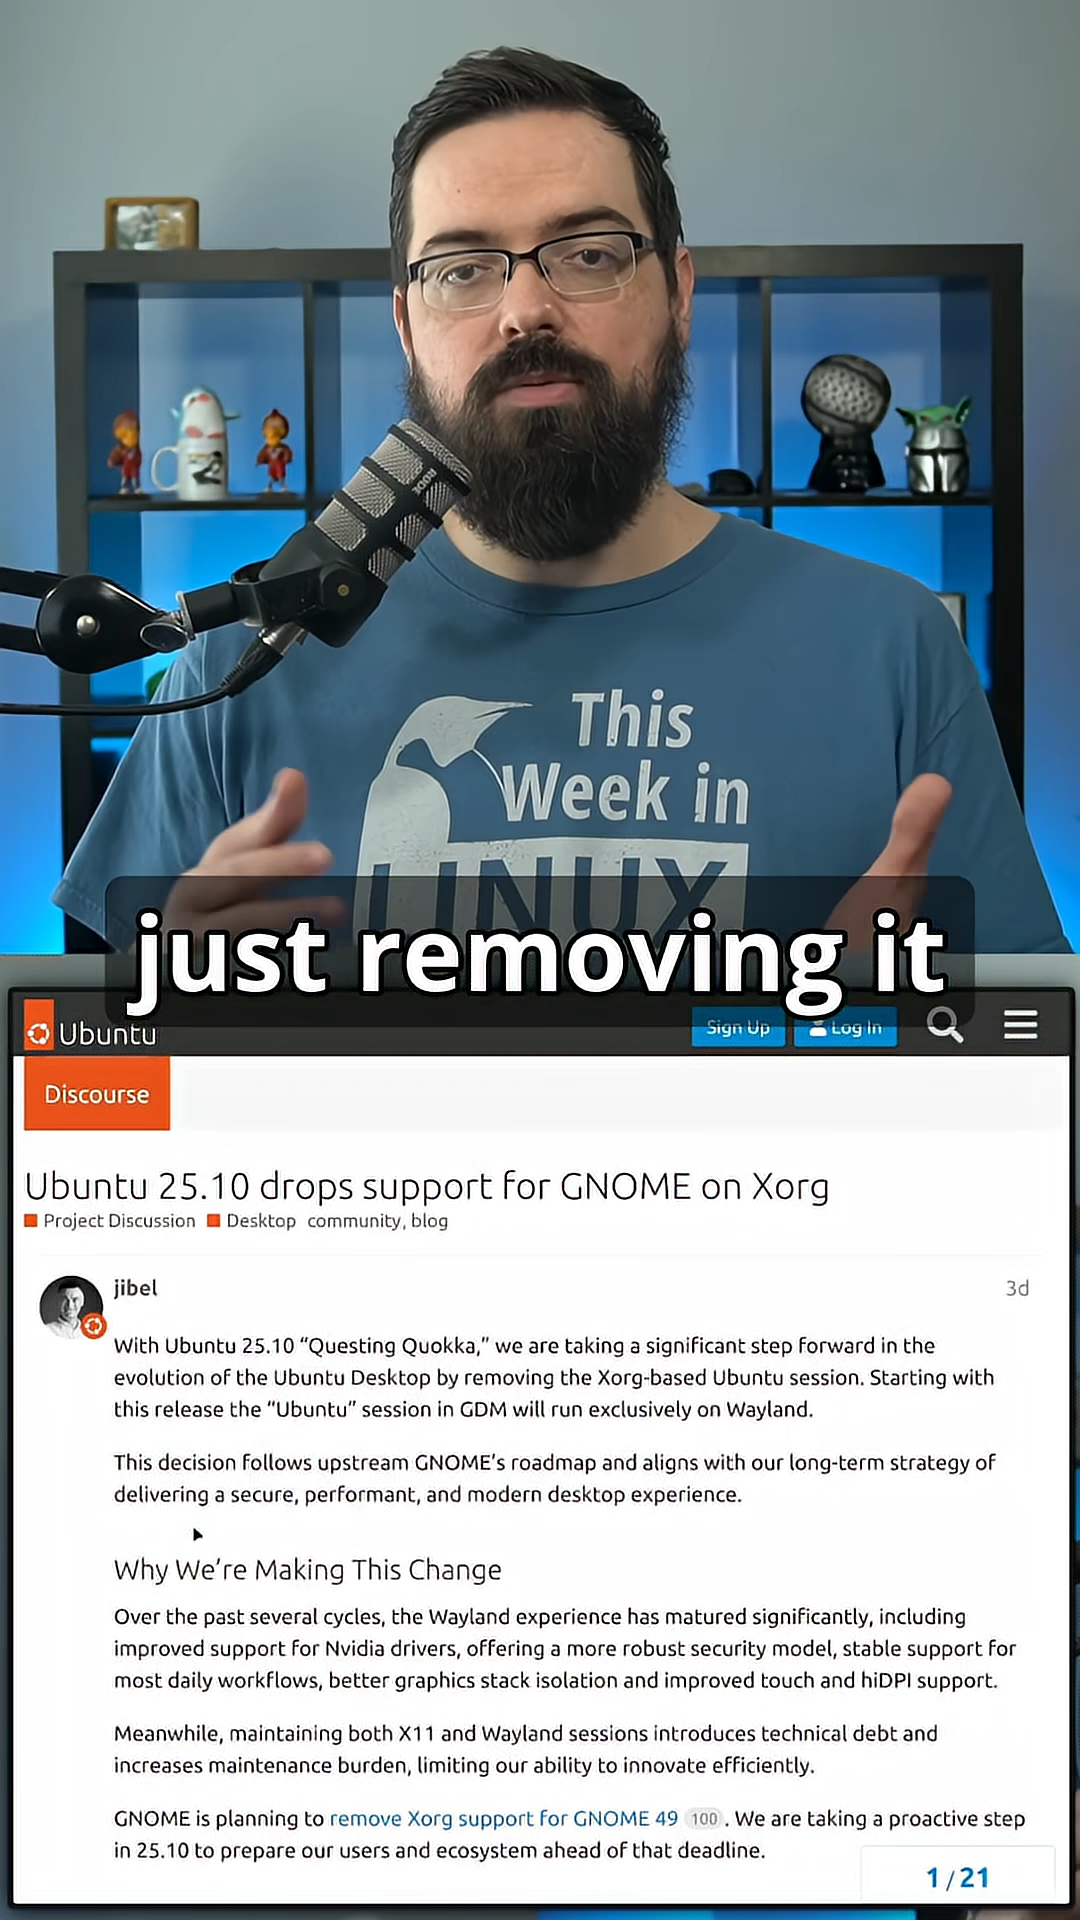 RODE
This
Week in
LINUX
just removing it
Ubuntu
Sign Up
Log In
Discourse
Ubuntu 25.10 drops support for GNOME on Xorg
Project Discussion Desktop community, blog
jibel
3d
With Ubuntu 25.10 “Questing Quokka,” we are taking a significant step forward in the
evolution of the Ubuntu Desktop by removing the Xorg-based Ubuntu session. Starting with
this release the “Ubuntu” session in GDM will run exclusively on Wayland.
This decision follows upstream GNOME’s roadmap and aligns with our long-term strategy of
delivering a secure, performant, and modern desktop experience.
Why We’re Making This Change
Over the past several cycles, the Wayland experience has matured significantly, including
improved support for Nvidia drivers, offering a more robust security model, stable support for
most daily workflows, better graphics stack isolation and improved touch and hiDPI support.
Meanwhile, maintaining both X11 and Wayland sessions introduces technical debt and
increases maintenance burden, limiting our ability to innovate efficiently.
GNOME is planning to remove Xorg support for GNOME 49 100 . We are taking a proactive step
in 25.10 to prepare our users and ecosystem ahead of that deadline.
1 / 21